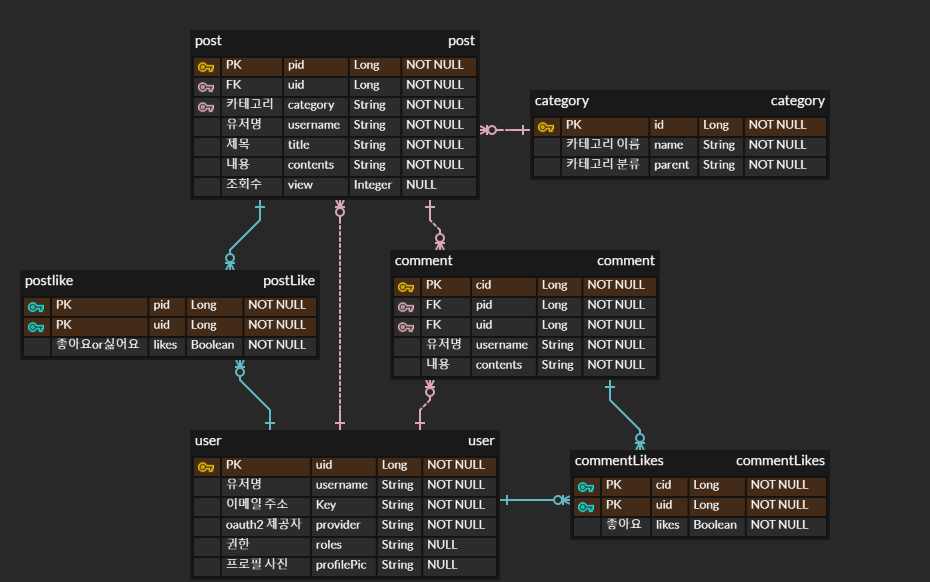 post post
PK pid Long NOT NULL
FK uid Long NOT NULL
카테고리 category String NOT NULL
유저명 username String NOT NULL
제목 title String NOT NULL
내용 contents String NOT NULL
조회수 view Integer NULL
category category
PK id Long NOT NULL
카테고리 이름 name String NOT NULL
카테고리 분류 parent String NOT NULL
postlike postLike
PK pid Long NOT NULL
PK uid Long NOT NULL
좋아요or싫어요 likes Boolean NOT NULL
comment comment
PK cid Long NOT NULL
FK pid Long NOT NULL
FK uid Long NOT NULL
유저명 username String NOT NULL
내용 contents String NOT NULL
user user
PK uid Long NOT NULL
유저명 username String NOT NULL
이메일 주소 Key String NOT NULL
oauth2 제공자 provider String NOT NULL
권한 roles String NULL
프로필 사진 profilePic String NULL
commentLikes commentLikes
PK cid Long NOT NULL
PK uid Long NOT NULL
좋아요 likes Boolean NOT NULL